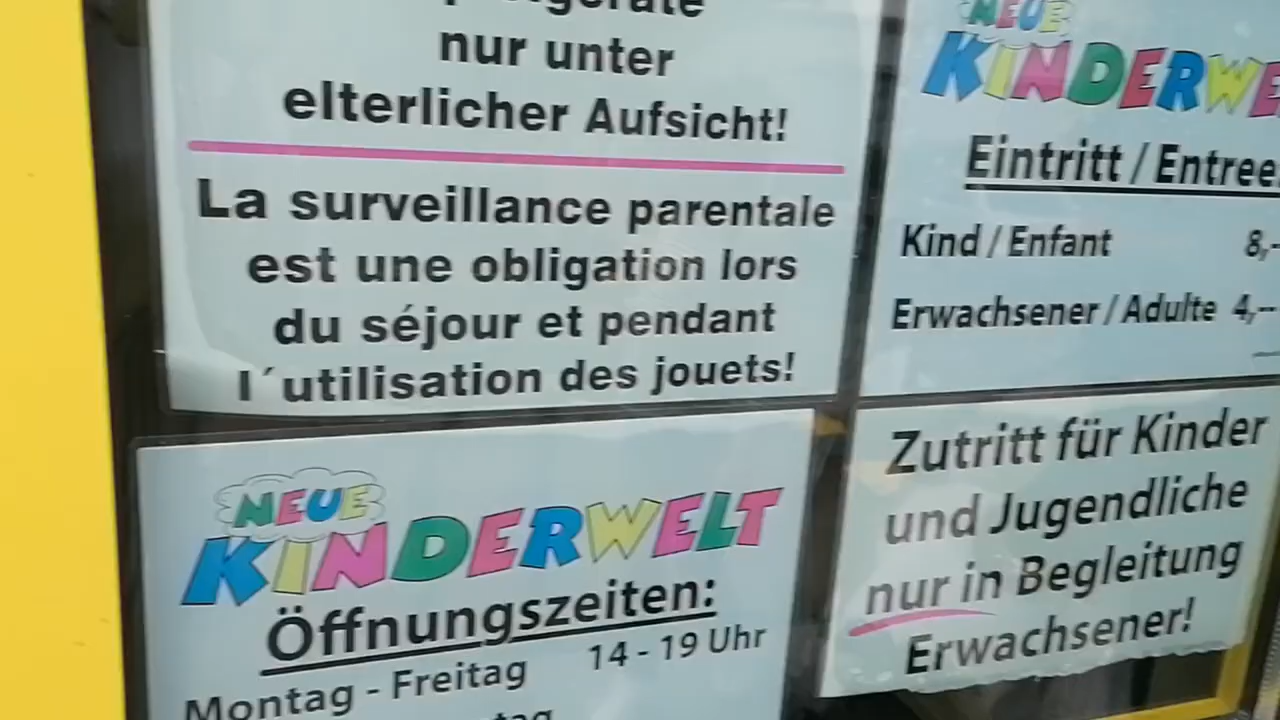 nur unter
elterlicher Aufsicht!
La surveillance parentale
est une obligation lors
du séjour et pendant
l´utilisation des jouets!
NEUE
KINDERWELT
Öffnungszeiten:
Montag - Freitag 14 - 19 Uhr
NEUE
KINDERWE
Eintritt / Entree
Kind / Enfant 8,-
Erwachsener / Adulte 4,--
Zutritt für Kinder
und Jugendliche
nur in Begleitung
Erwachsener!